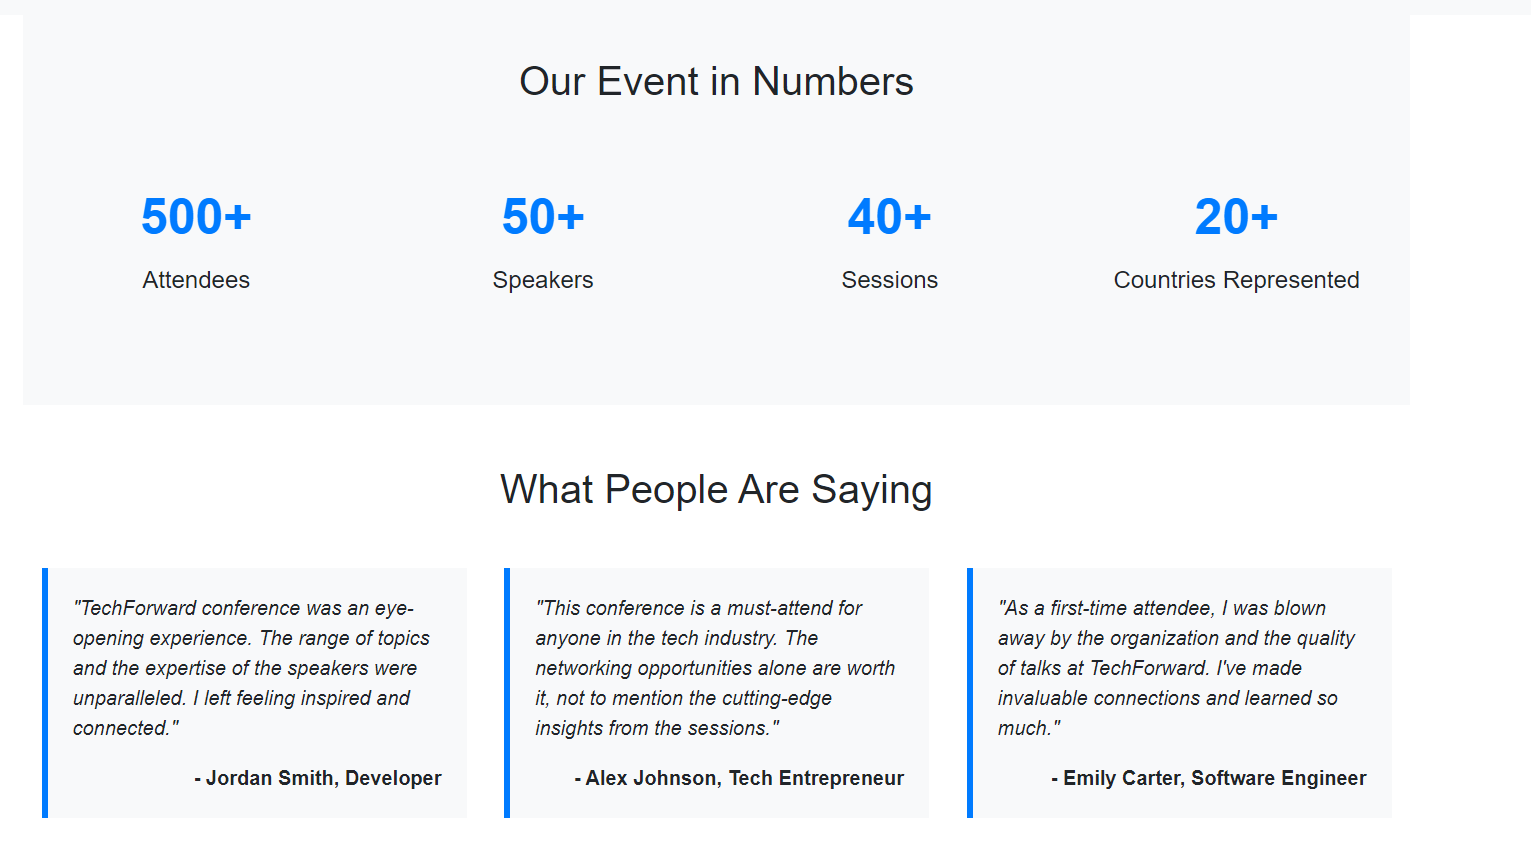 Our Event in Numbers
500+
50+
40+
20+
Attendees
Speakers
Sessions
Countries Represented
What People Are Saying
"TechForward conference was an eye-
opening experience. The range of topics
and the expertise of the speakers were
unparalleled. I left feeling inspired and
connected."
- Jordan Smith, Developer
"This conference is a must-attend for
anyone in the tech industry. The
networking opportunities alone are worth
it, not to mention the cutting-edge
insights from the sessions."
- Alex Johnson, Tech Entrepreneur
"As a first-time attendee, I was blown
away by the organization and the quality
of talks at TechForward. I've made
invaluable connections and learned so
much."
- Emily Carter, Software Engineer